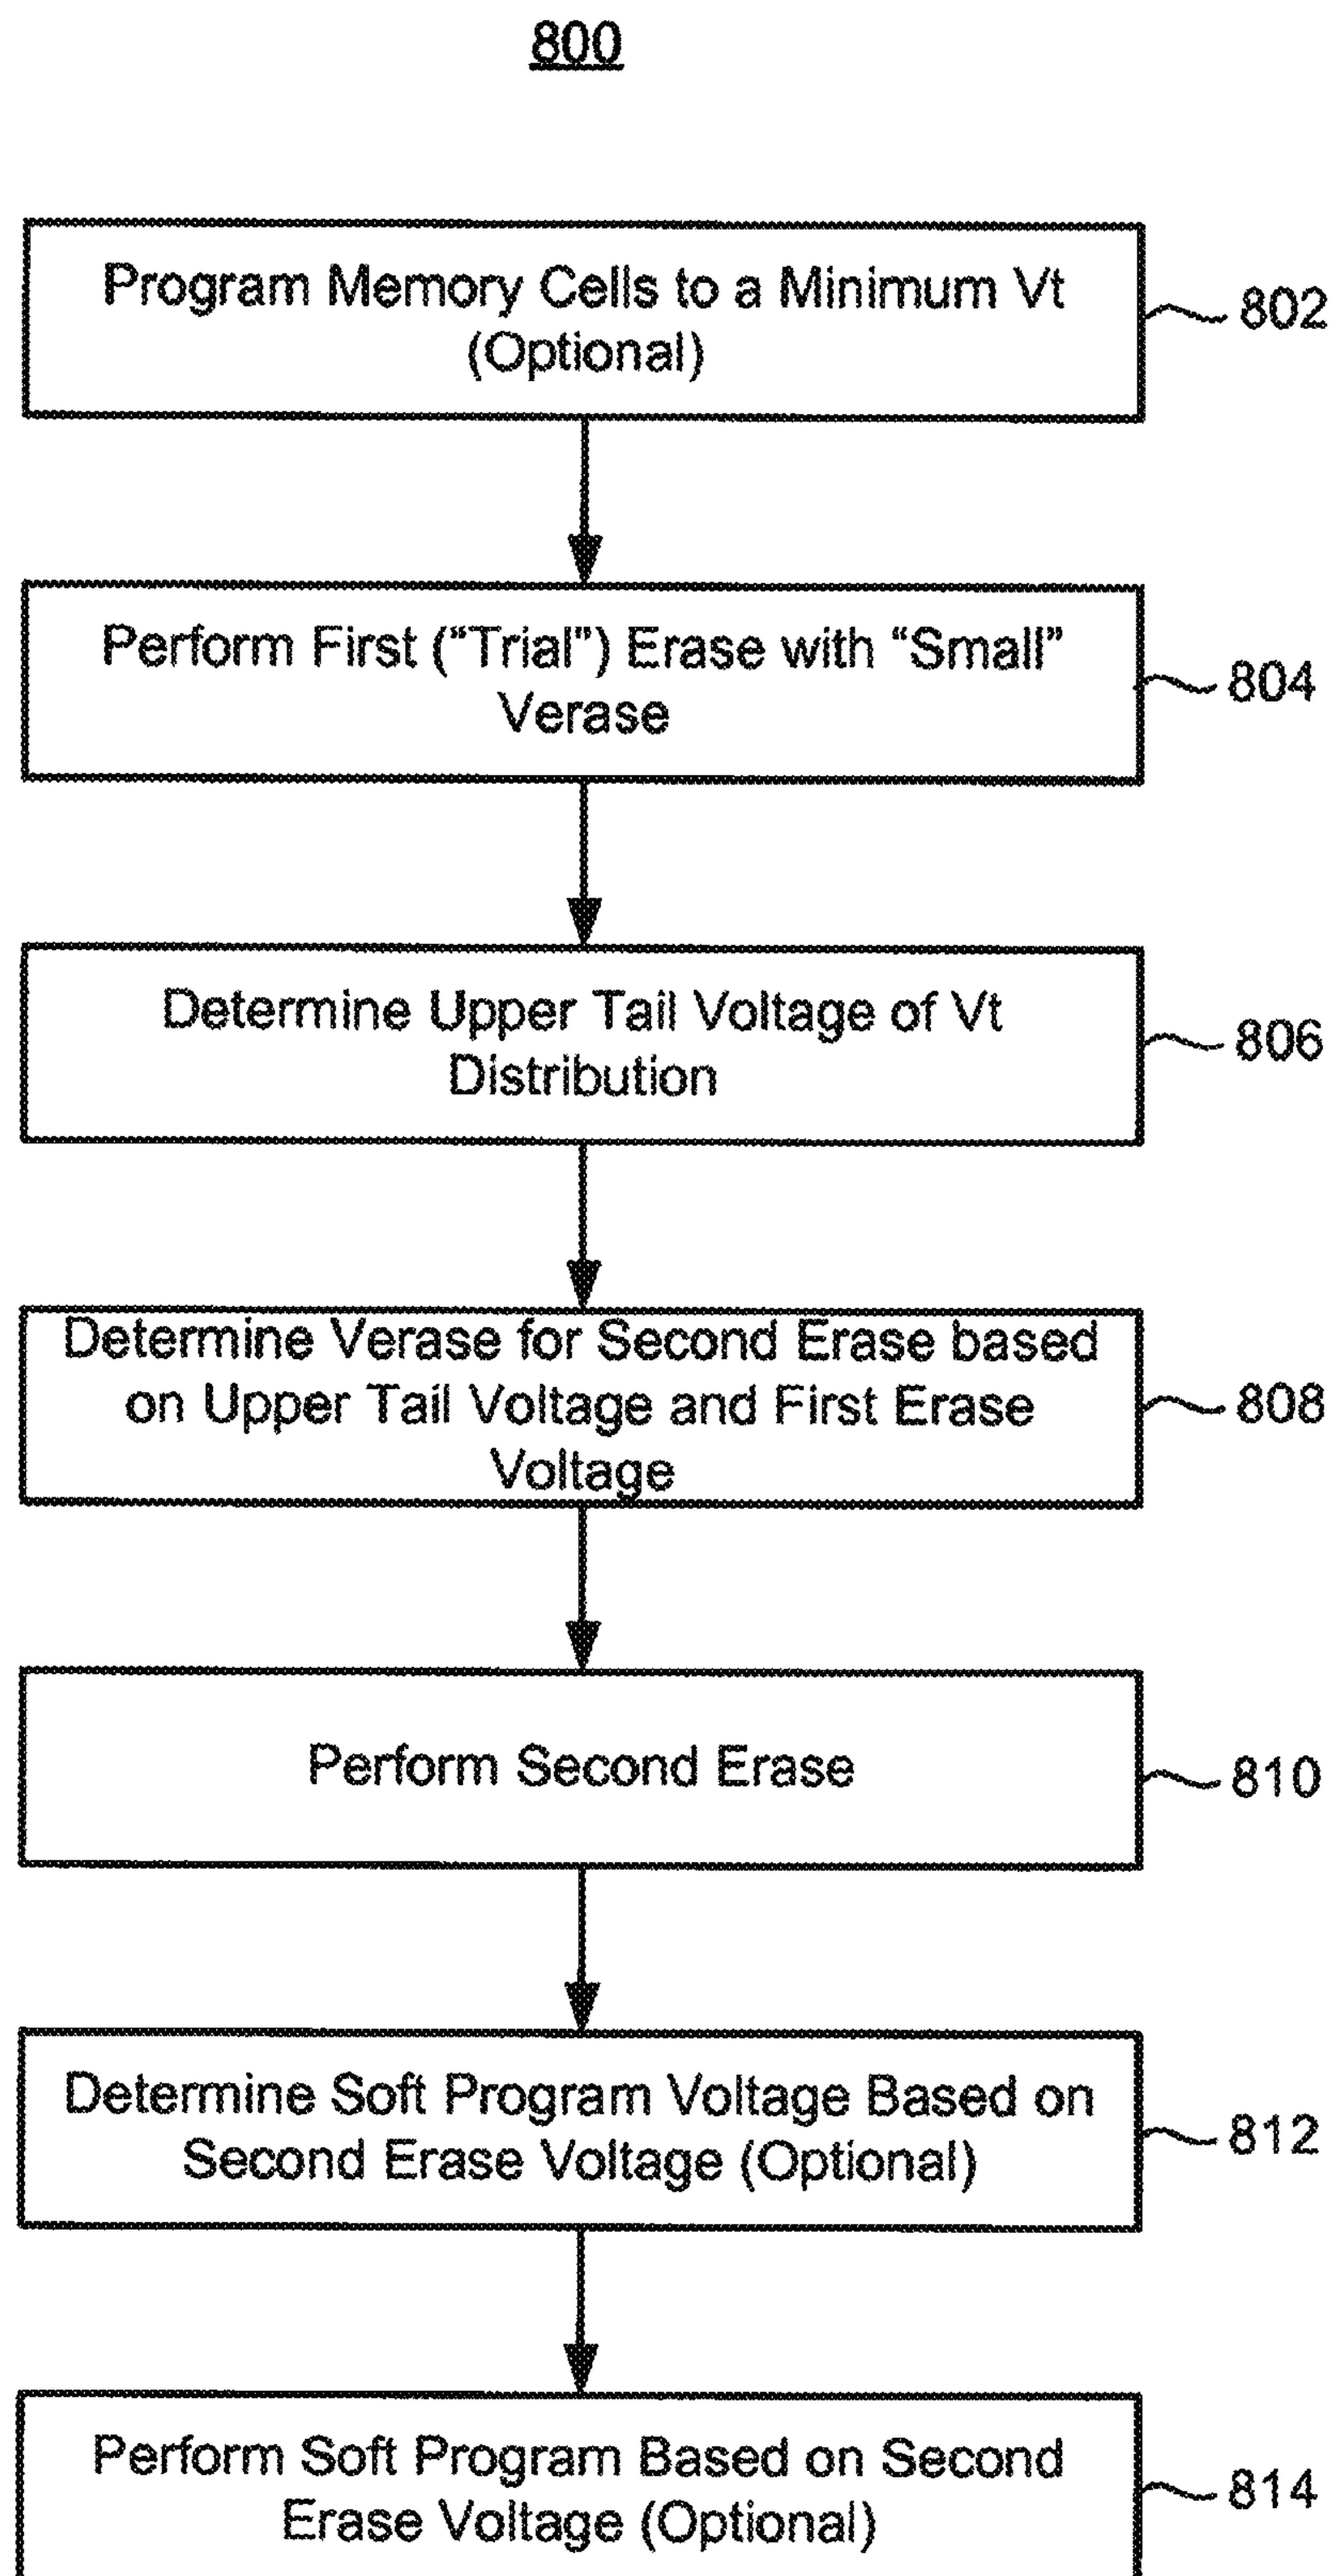 800
Program Memory Cells to a Minimum Vt
(Optional)
802
Perform First (“Trial”) Erase with “Small”
Verase
804
Determine Upper Tail Voltage of Vt
Distribution
806
Determine Verase for Second Erase based
on Upper Tail Voltage and First Erase
Voltage
808
Perform Second Erase
810
Determine Soft Program Voltage Based on
Second Erase Voltage (Optional)
812
Perform Soft Program Based on Second
Erase Voltage (Optional)
814